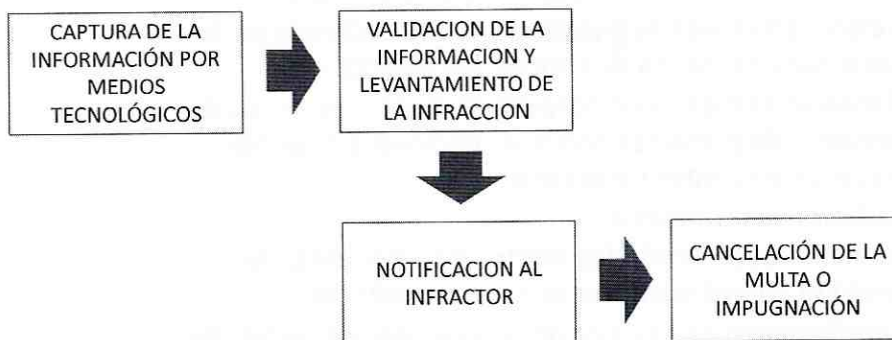 CAPTURA DE LA
INFORMACIÓN POR
MEDIOS
TECNOLÓGICOS
VALIDACION DE LA
INFORMACION Y
LEVANTAMIENTO DE
LA INFRACCION
NOTIFICACION AL
INFRACTOR
CANCELACIÓN DE LA
MULTA O
IMPUGNACIÓN